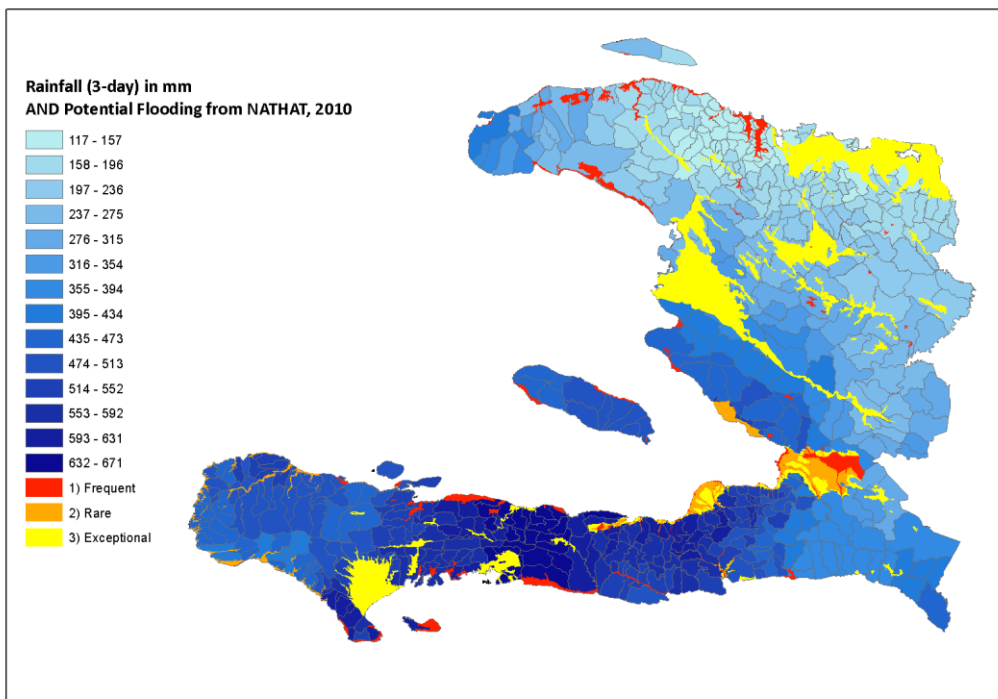 Rainfall (3-day) in mm
AND Potential Flooding from NATHAT, 2010
117 - 157
158 - 196
197 - 236
237 - 275
276 - 315
316 - 354
355 - 394
395 - 434
435 - 473
474 - 513
514 - 552
553 - 592
593 - 631
632 - 671
1) Frequent
2) Rare
3) Exceptional